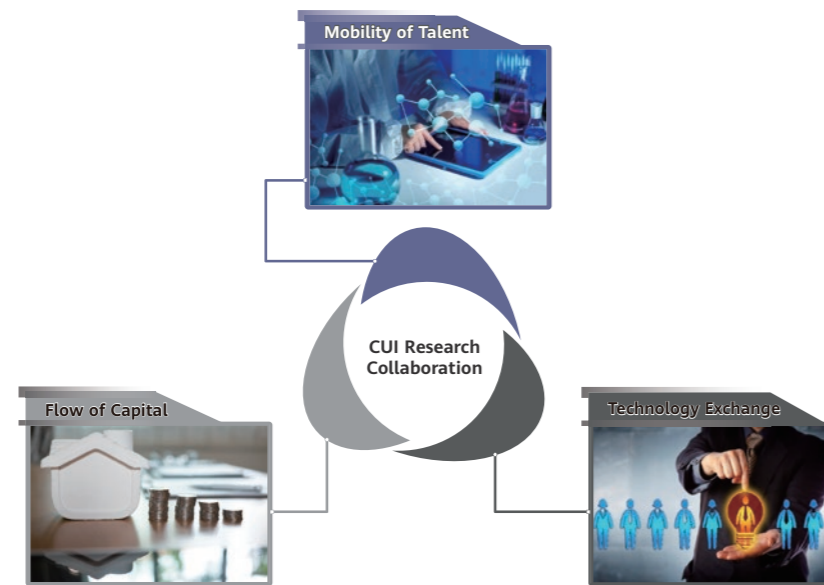 Mobility of Talent
CUI Research
Collaboration
Flow of Capital
Technology Exchange